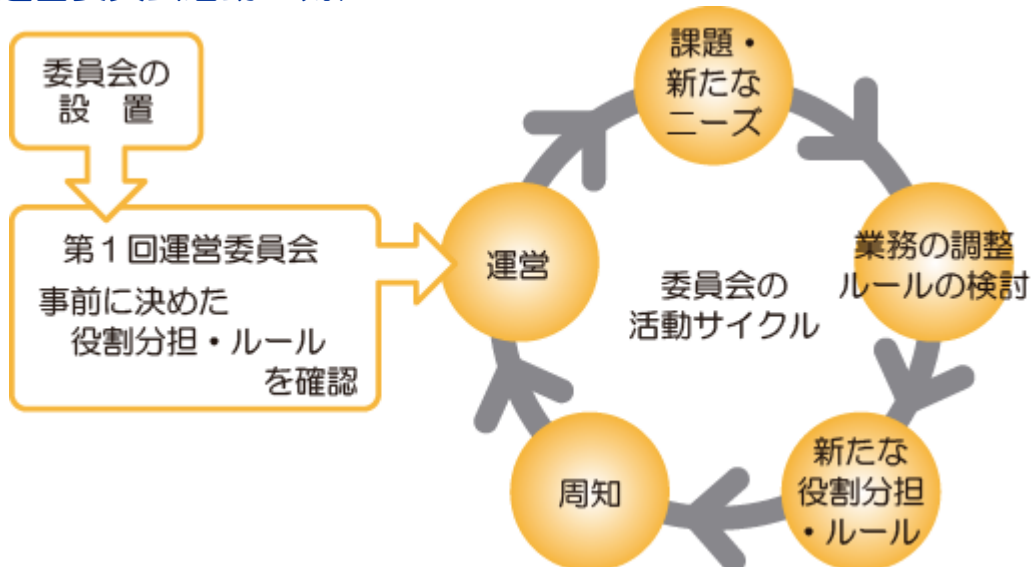 委員会の
設 置
第1回運営委員会
事前に決めた
役割分担・ルール
を確認
運営
課題・
新たな
ニーズ
業務の調整
ルールの検討
新たな
役割分担
・ルール
周知
委員会の
活動サイクル